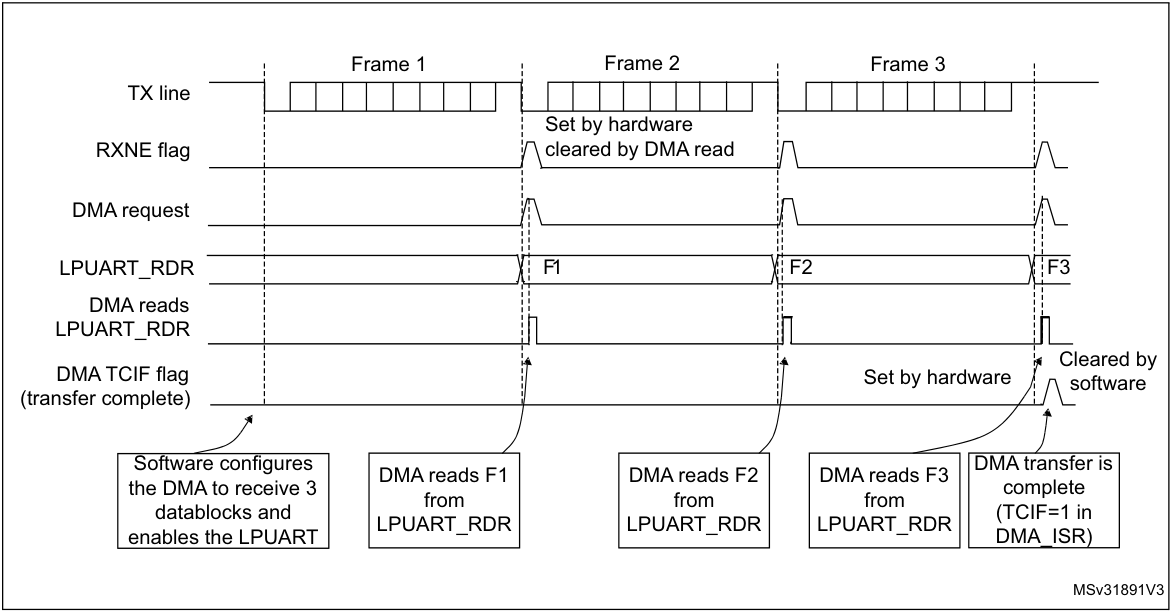 Frame 1
Frame 2
Frame 3
TX line
Set by hardware
cleared by DMA read
RXNE flag
DMA request
LPUART_RDR
F1
F2
F3
DMA reads
LPUART_RDR
DMA TCIF flag
(transfer complete)
Set by hardware
Cleared by
software
Software configures
the DMA to receive 3
datablocks and
enables the LPUART
DMA reads F1
from
LPUART_RDR
DMA reads F2
from
LPUART_RDR
DMA reads F3
from
LPUART_RDR
DMA transfer is
complete
(TCIF=1 in
DMA_ISR)
MSv31891V3